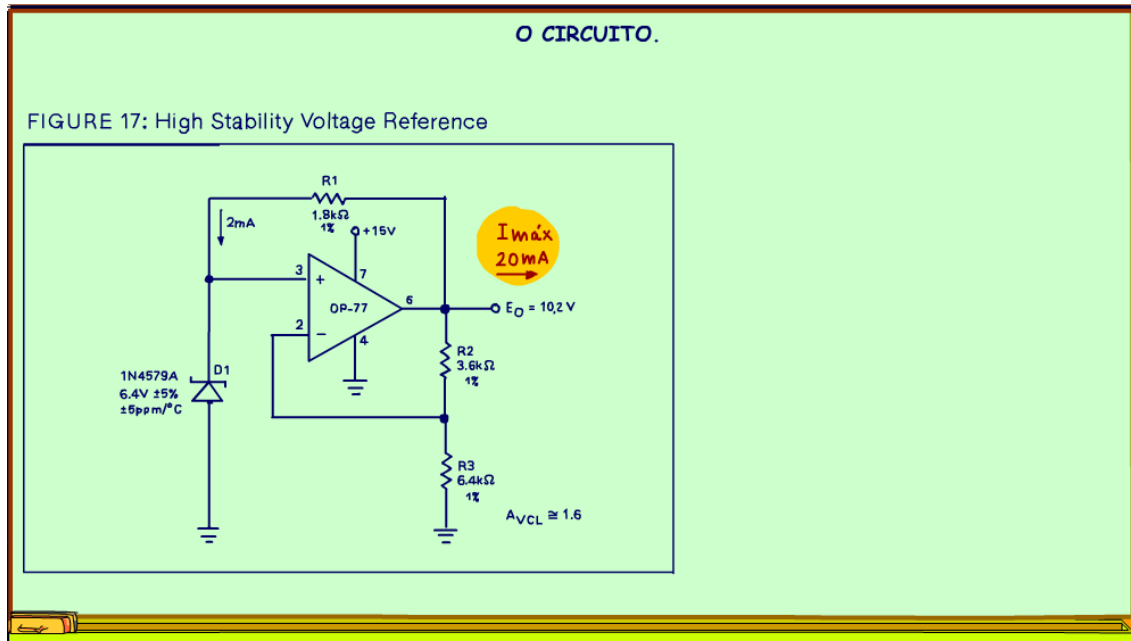 O CIRCUITO.
FIGURE 17: High Stability Voltage Reference
R1
1.8kΩ
1%
2mA
+15V
Imáx
20mA
3
+
7
OP-77
6
E₀ = 10,2 V
2
−
4
R2
3.6kΩ
1%
D1
1N4579A
6.4V ±5%
±5ppm/°C
R3
6.4kΩ
1%
AVCL ≅ 1.6